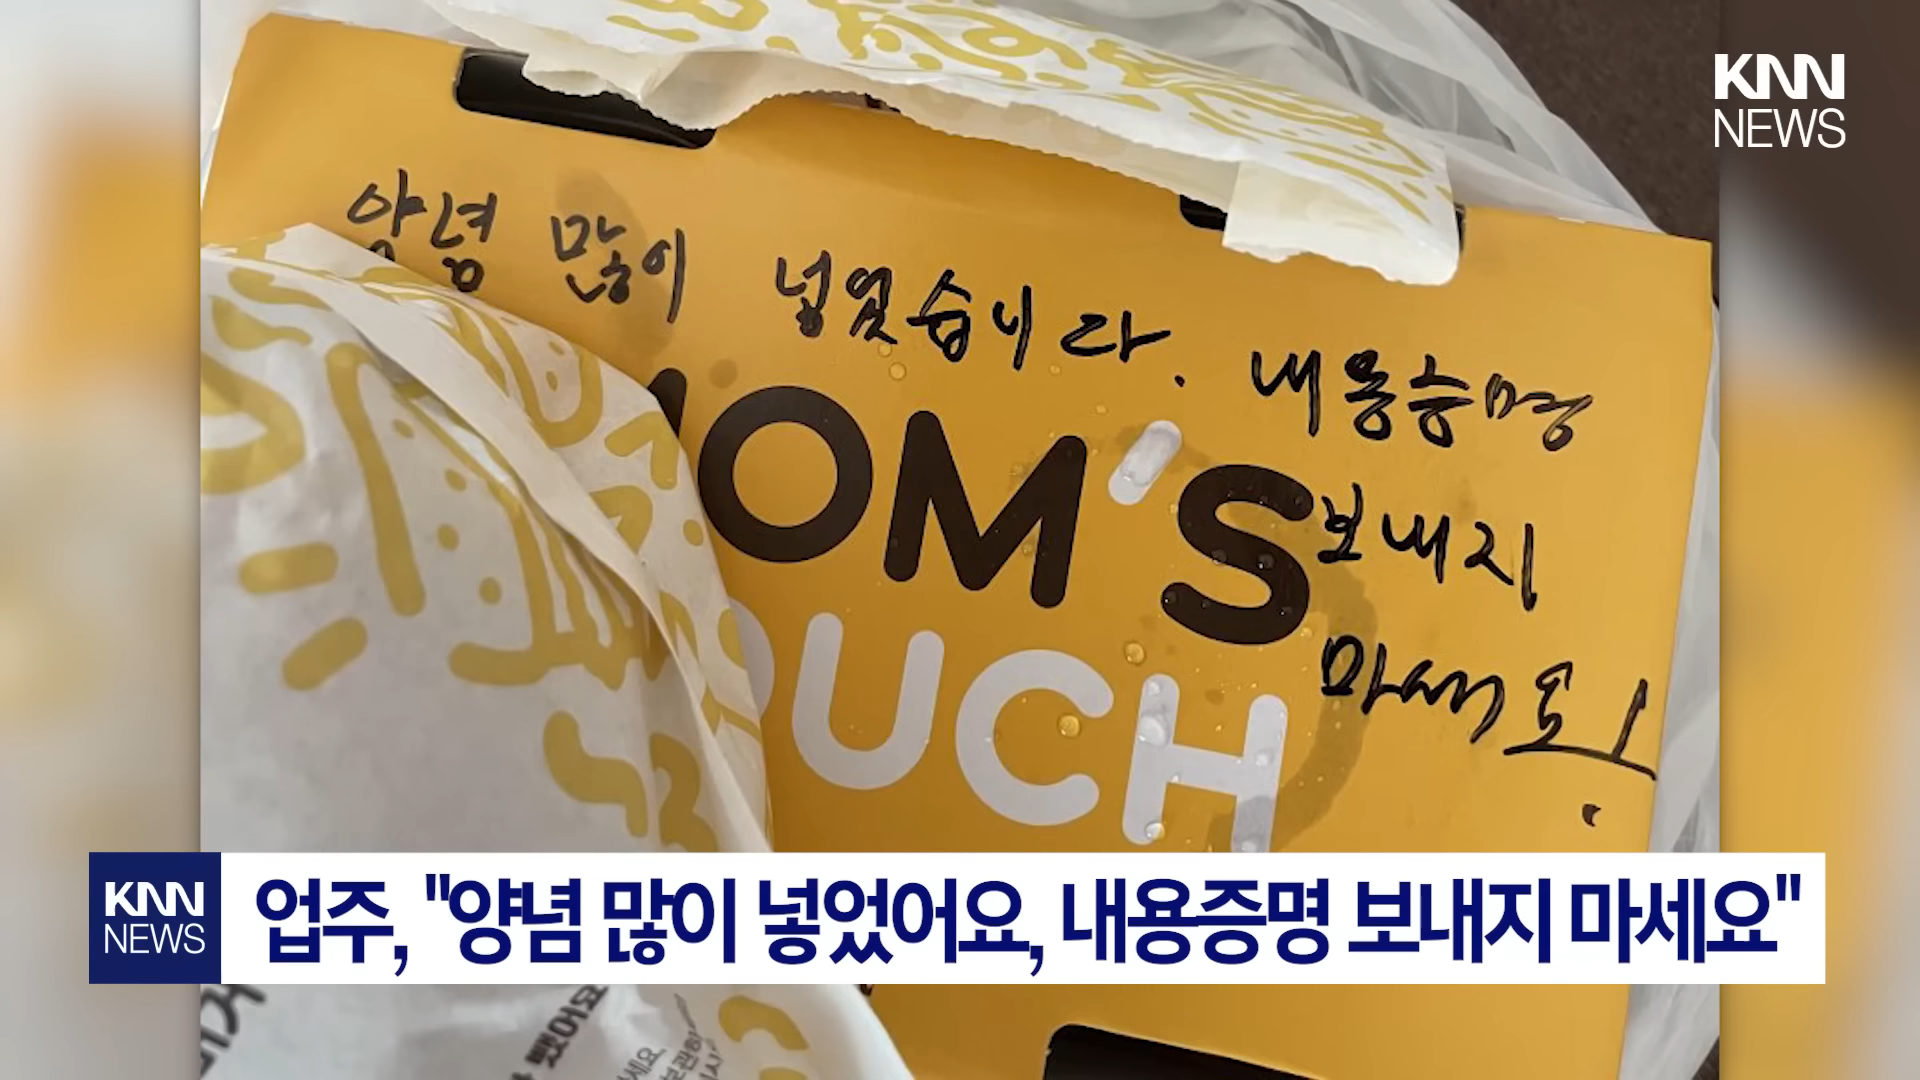 KNN
NEWS
양념 많이 넣었습니다. 내용증명
보내지
마세요!
MOM'S
OUCH
KNN
NEWS
업주, "양념 많이 넣었어요, 내용증명 보내지 마세요"